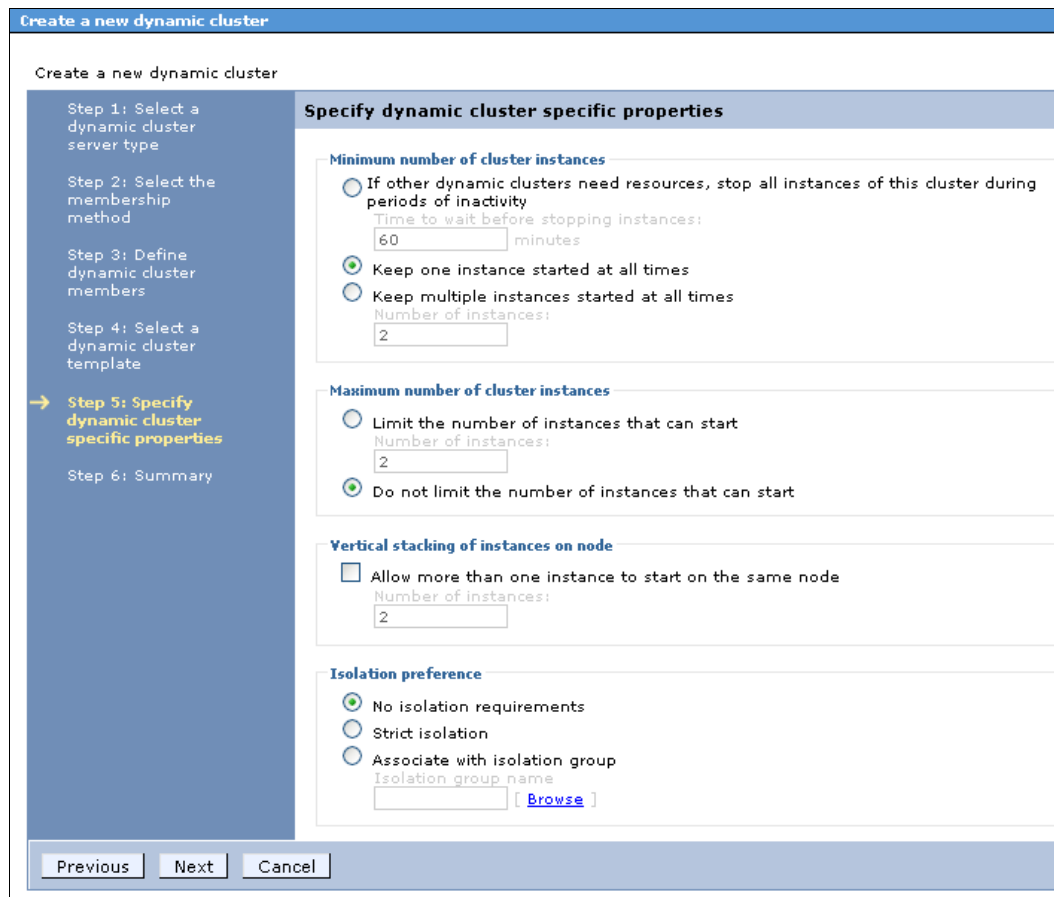 Create a new dynamic cluster
Create a new dynamic cluster
Step 1: Select a
dynamic cluster
server type
Step 2: Select the
membership
method
Step 3: Define
dynamic cluster
members
Step 4: Select a
dynamic cluster
template
Step 5: Specify
dynamic cluster
specific properties
Step 6: Summary
Specify dynamic cluster specific properties
Minimum number of cluster instances
If other dynamic clusters need resources, stop all instances of this cluster during
periods of inactivity
Time to wait before stopping instances:
60 minutes
Keep one instance started at all times
Keep multiple instances started at all times
Number of instances:
2
Maximum number of cluster instances
Limit the number of instances that can start
Number of instances:
2
Do not limit the number of instances that can start
Vertical stacking of instances on node
Allow more than one instance to start on the same node
Number of instances:
2
Isolation preference
No isolation requirements
Strict isolation
Associate with isolation group
Isolation group name
[ Browse ]
Previous Next Cancel